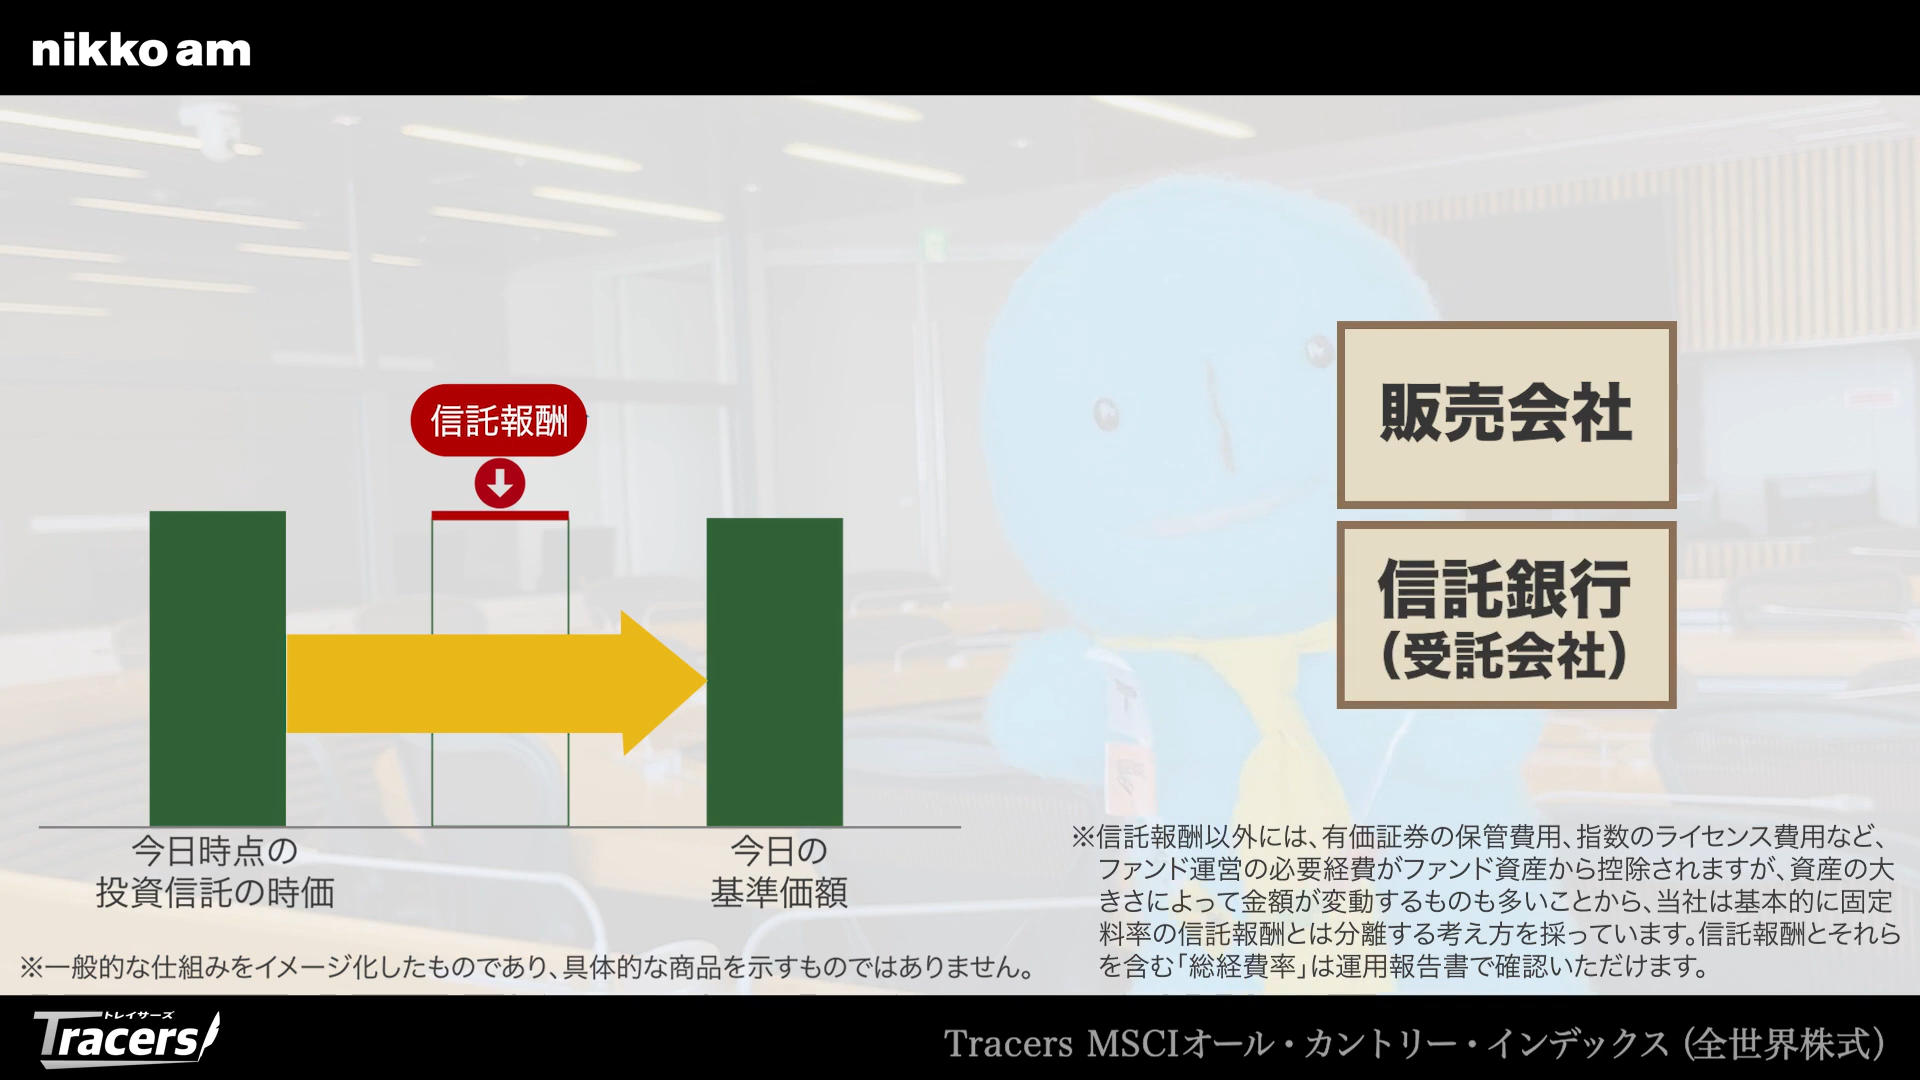 nikko am
信託報酬
今日時点の
投資信託の時価
今日の
基準価額
※一般的な仕組みをイメージ化したものであり、具体的な商品を示すものではありません。
販売会社
信託銀行
(受託会社)
※信託報酬以外には、有価証券の保管費用、指数のライセンス費用など、
ファンド運営の必要経費がファンド資産から控除されますが、資産の大
きさによって金額が変動するものも多いことから、当社は基本的に固定
料率の信託報酬とは分離する考え方を採っています。信託報酬とそれら
を含む「総経費率」は運用報告書で確認いただけます。
トレイサーズ
Tracers
Tracers MSCIオール・カントリー・インデックス (全世界株式)